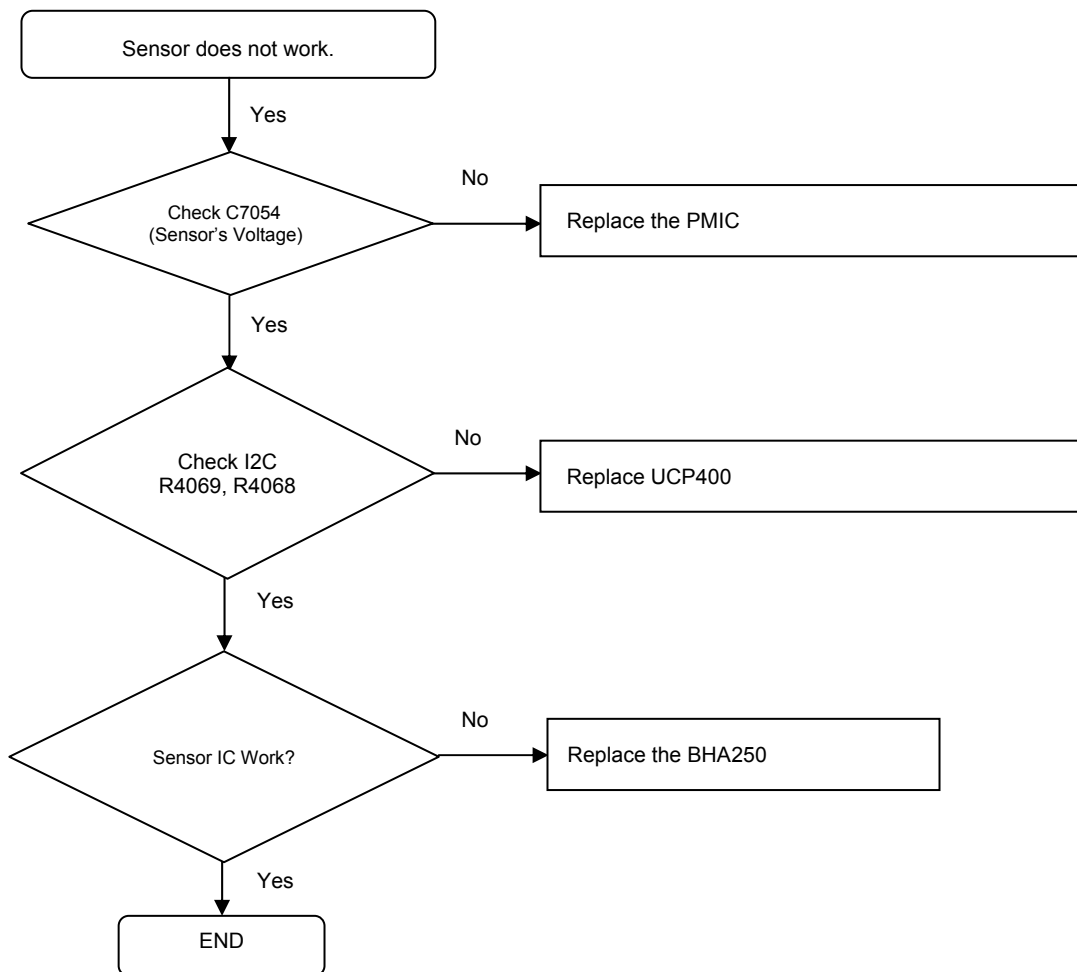 Sensor does not work.
Yes
Check C7054
(Sensor’s Voltage)
No
Replace the PMIC
Yes
Check I2C
R4069, R4068
No
Replace UCP400
Yes
Sensor IC Work?
No
Replace the BHA250
Yes
END